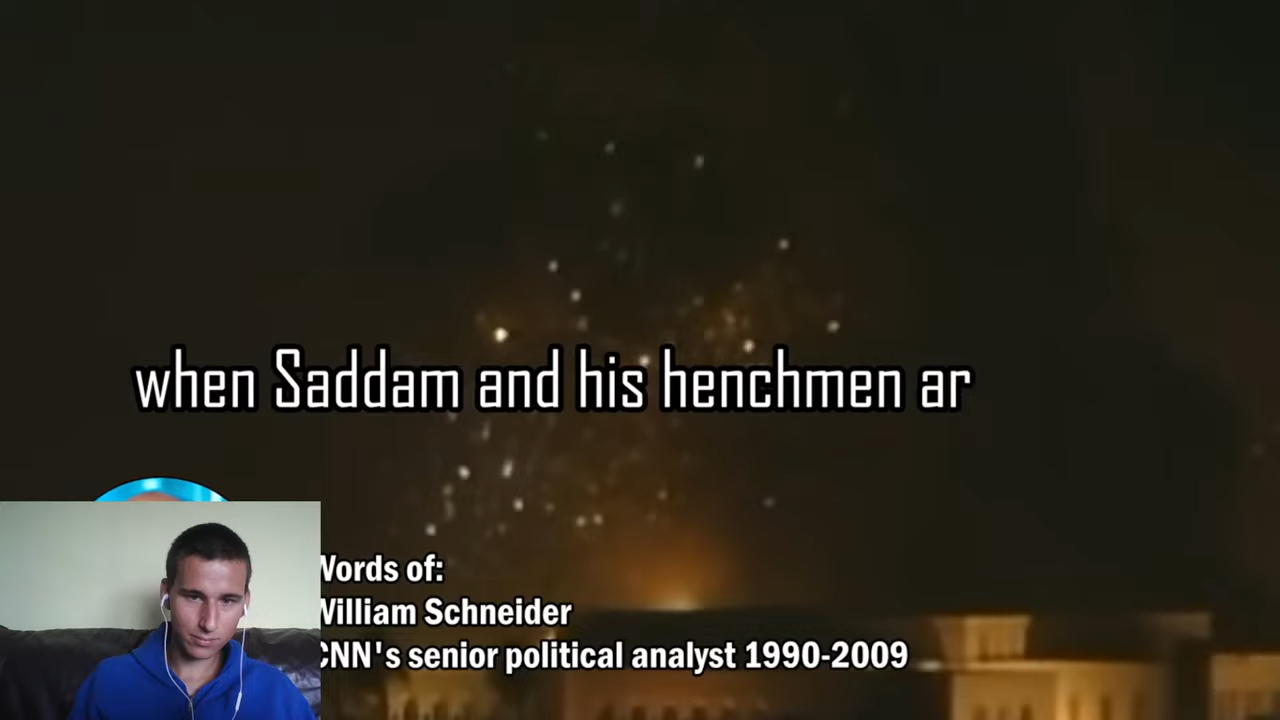 when Saddam and his henchmen ar
Words of:
William Schneider
CNN's senior political analyst 1990-2009